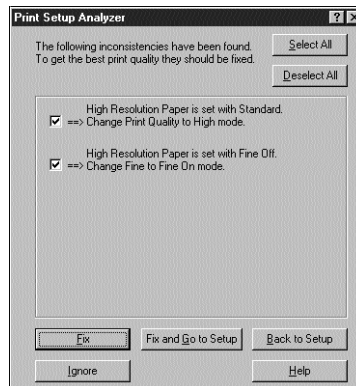 Print Setup Analyzer
The following inconsistencies have been found.
To get the best print quality they should be fixed.
Select All
Deselect All
High Resolution Paper is set with Standard.
==> Change Print Quality to High mode.
High Resolution Paper is set with Fine Off.
==> Change Fine to Fine On mode.
Fix
Fix and Go to Setup
Back to Setup
Ignore
Help